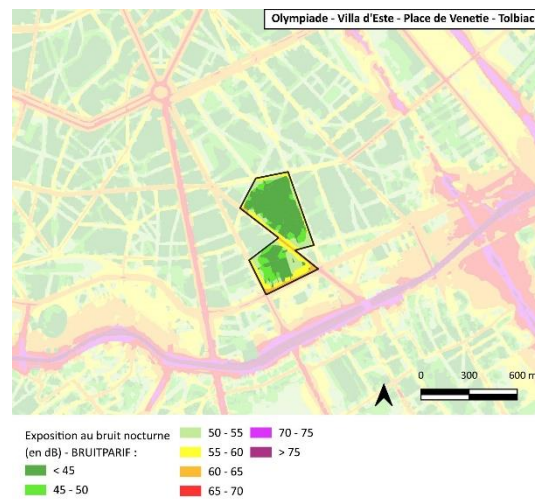 Olympiade - Villa d'Este - Place de Venetie - Tolbiac
0 300 600 m
Exposition au bruit nocturne
(en dB) - BRUITPARIF :
< 45
45 - 50
50 - 55
55 - 60
60 - 65
65 - 70
70 - 75
> 75